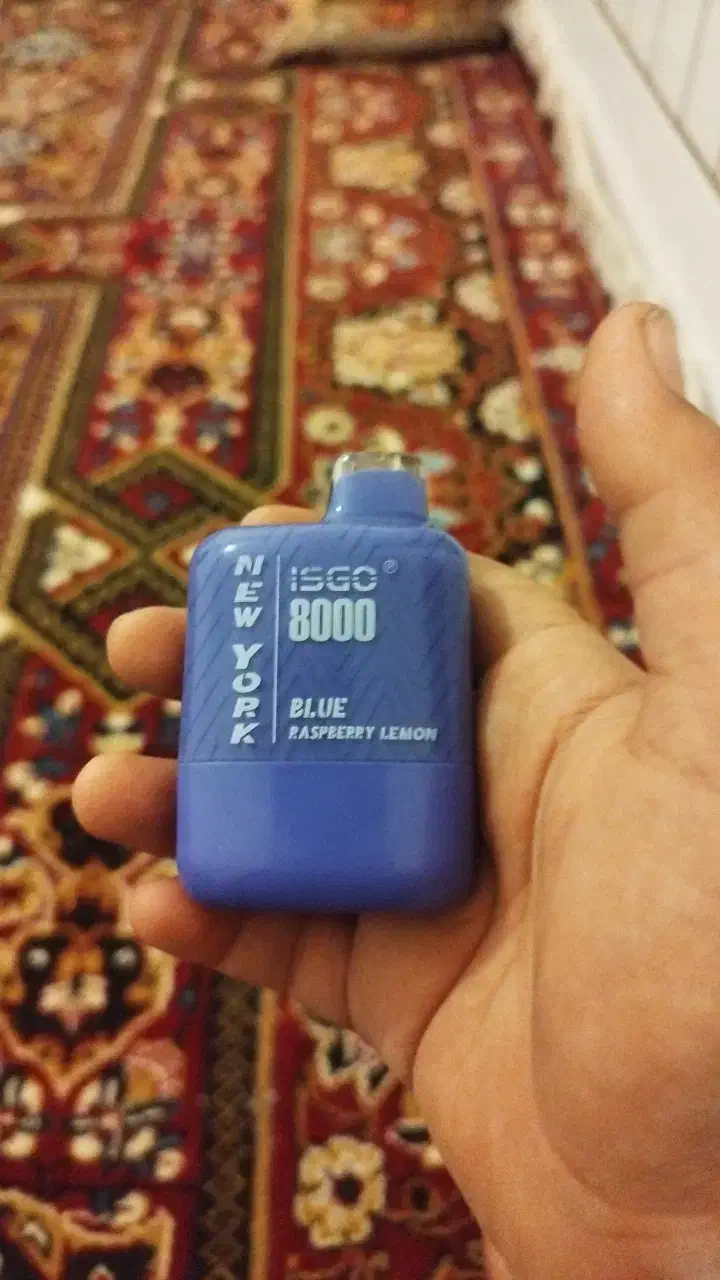 NEW YORK
ISGO®
8000
BLUE
RASPBERRY LEMON